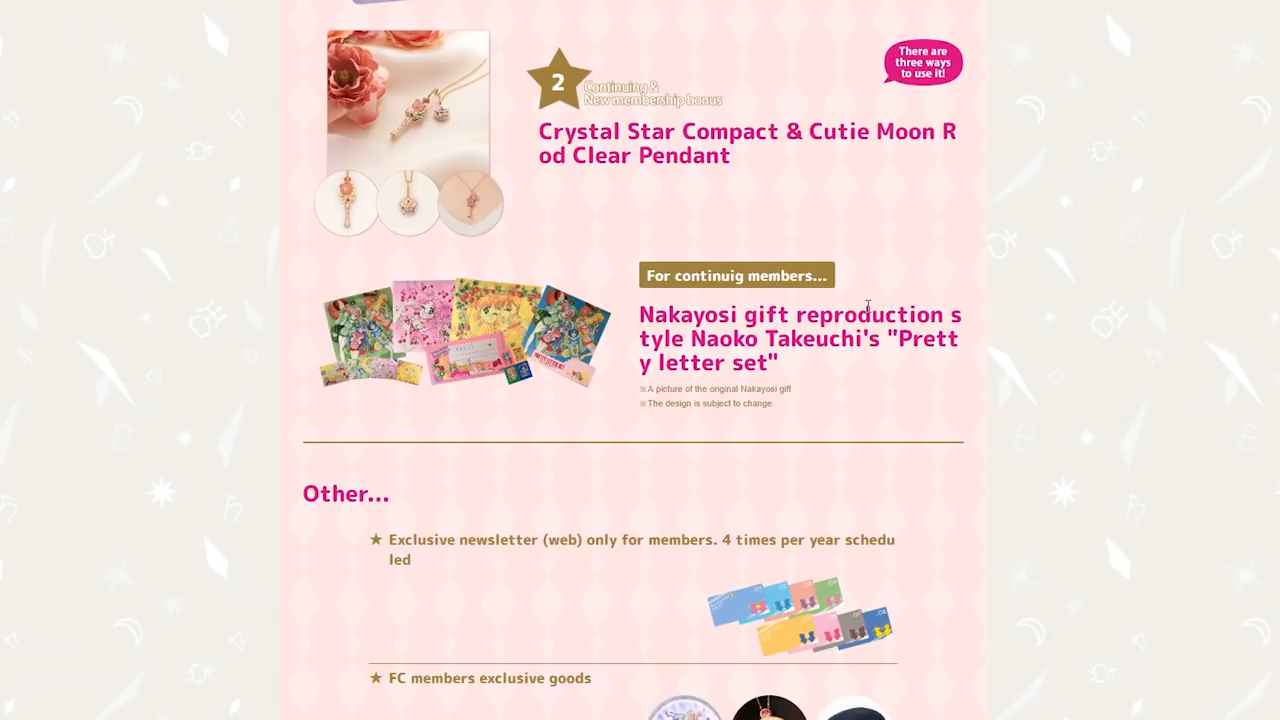 There are
three ways
to use it!
2
Continuing &
New membership bonus
Crystal Star Compact & Cutie Moon R
od Clear Pendant
For continuig members...
Nakayosi gift reproduction s
tyle Naoko Takeuchi's "Prett
y letter set"
※A picture of the original Nakayosi gift
※The design is subject to change.
Other...
★ Exclusive newsletter (web) only for members. 4 times per year schedu
led
★ FC members exclusive goods